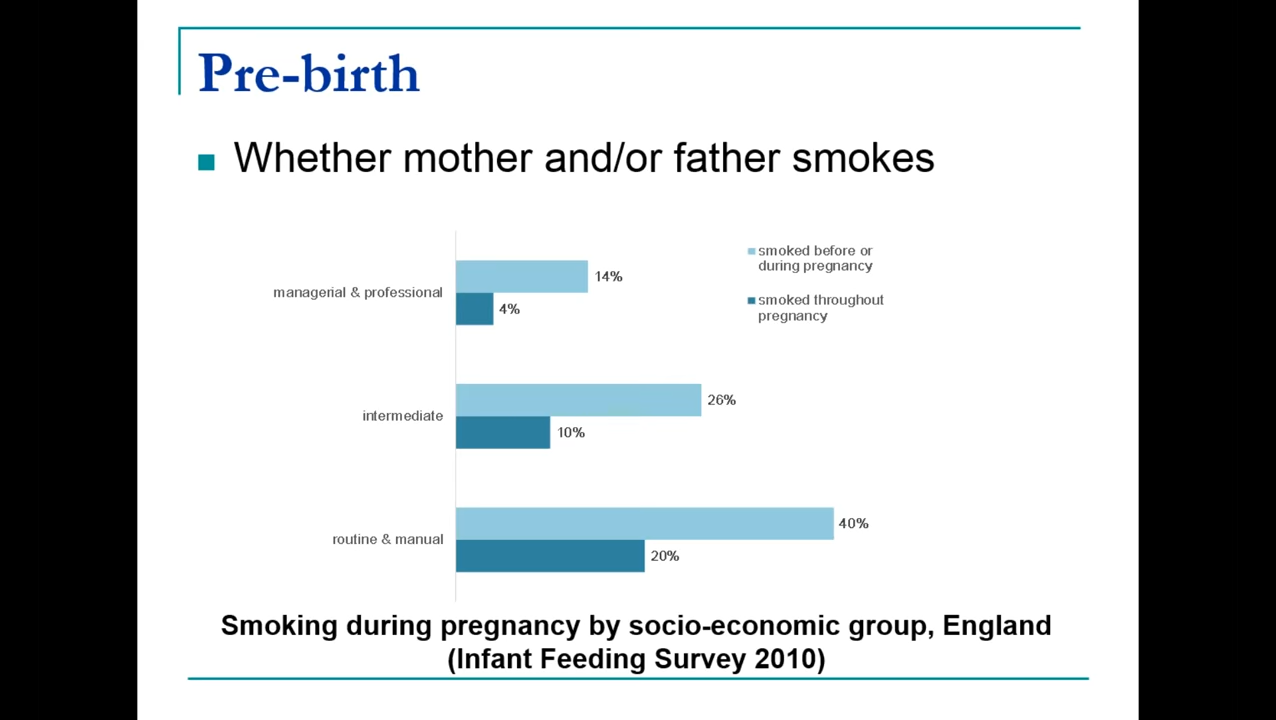 Pre-birth
Whether mother and/or father smokes
smoked before or
during pregnancy
smoked throughout
pregnancy
managerial & professional
14%
4%
intermediate
26%
10%
routine & manual
40%
20%
Smoking during pregnancy by socio-economic group, England
(Infant Feeding Survey 2010)